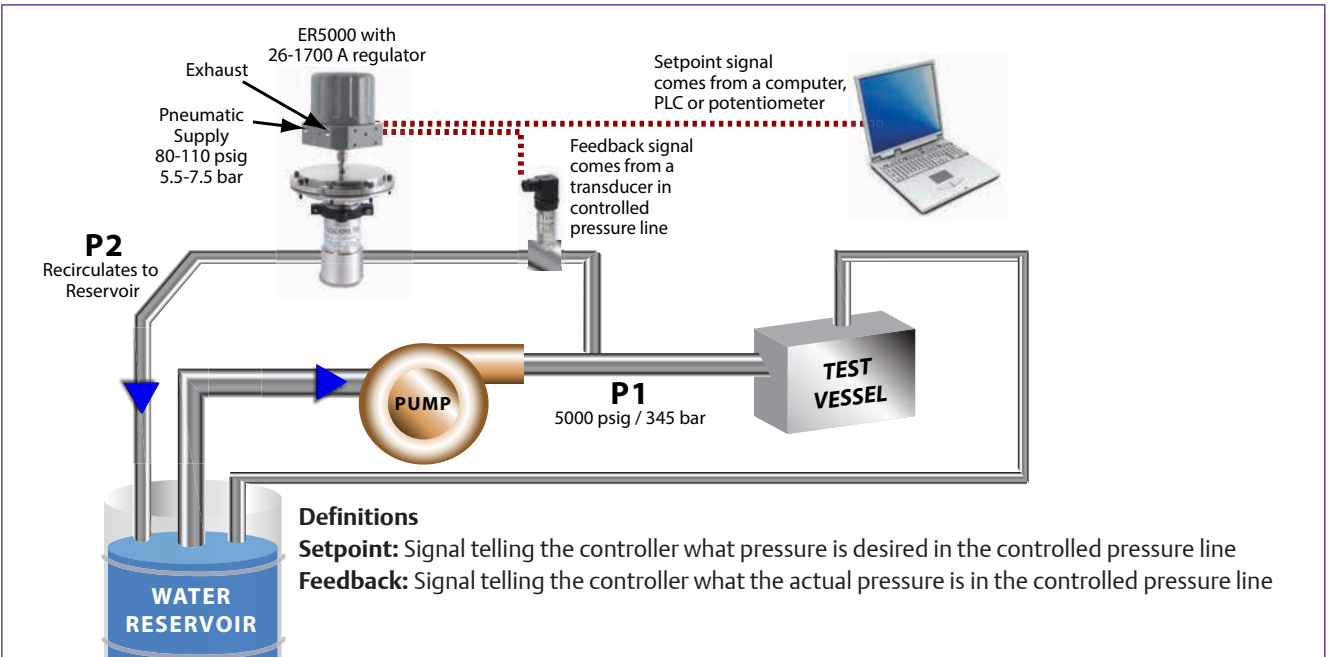 ER5000 with
26-1700 A regulator
Exhaust
Pneumatic
Supply
80-110 psig
5.5-7.5 bar
Setpoint signal
comes from a computer,
PLC or potentiometer
Feedback signal
comes from a
transducer in
controlled
pressure line
P2
Recirculates to
Reservoir
PUMP
P1
5000 psig / 345 bar
TEST
VESSEL
Definitions
Setpoint: Signal telling the controller what pressure is desired in the controlled pressure line
Feedback: Signal telling the controller what the actual pressure is in the controlled pressure line
WATER
RESERVOIR